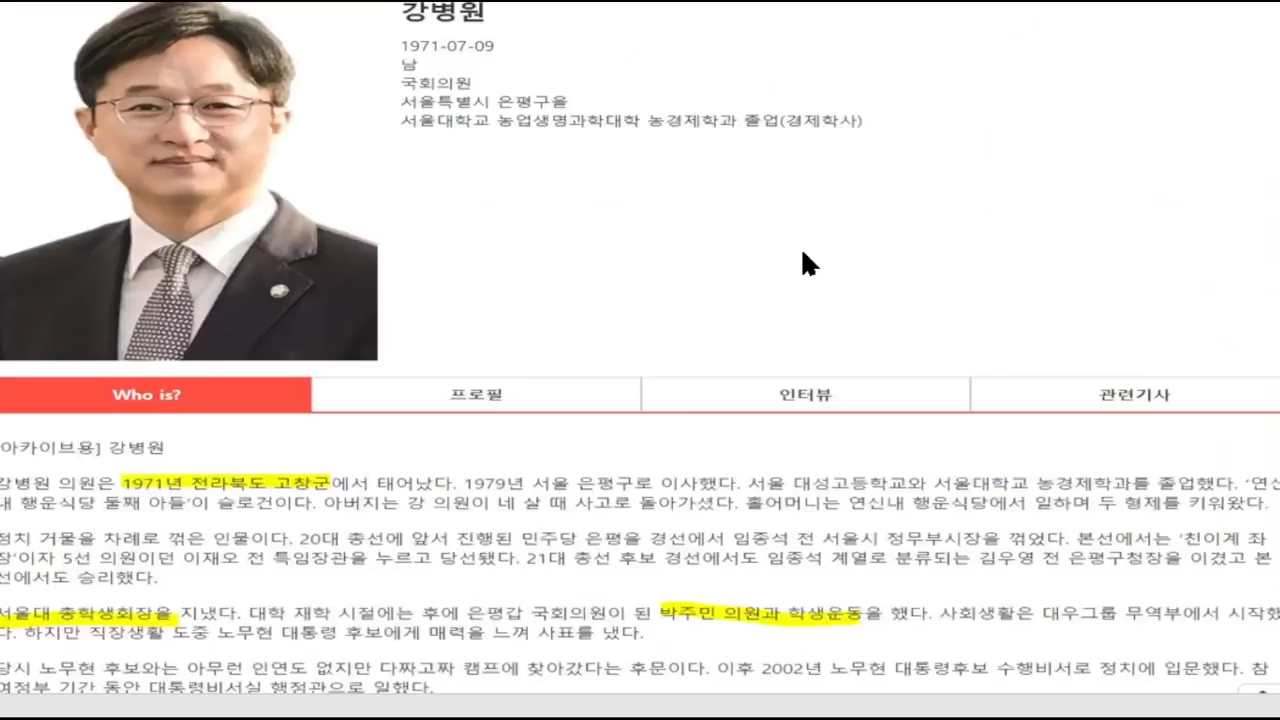 강병원
1971-07-09
남
국회의원
서울특별시 은평구을
서울대학교 농업생명과학대학 농경제학과 졸업(경제학사)
Who is?
프로필
인터뷰
관련기사
아카이브용] 강병원
강병원 의원은 1971년 전라북도 고창군에서 태어났다. 1979년 서울 은평구로 이사했다. 서울 대성고등학교와 서울대학교 농경제학과를 졸업했다. '연신
내 행운식당 둘째 아들'이 슬로건이다. 아버지는 강 의원이 네 살 때 사고로 돌아가셨다. 홀어머니는 연신내 행운식당에서 일하며 두 형제를 키워왔다.
정치 거물을 차례로 꺾은 인물이다. 20대 총선에 앞서 진행된 민주당 은평을 경선에서 임종석 전 서울시 정무부시장을 꺾었다. 본선에서는 '친이계 좌
장'이자 5선 의원이던 이재오 전 특임장관을 누르고 당선됐다. 21대 총선 후보 경선에서도 임종석 계열로 분류되는 김우영 전 은평구청장을 이겼고 본
선에서도 승리했다.
서울대 총학생회장을 지냈다. 대학 재학 시절에는 후에 은평갑 국회의원이 된 박주민 의원과 학생운동을 했다. 사회생활은 대우그룹 무역부에서 시작했
다. 하지만 직장생활 도중 노무현 대통령 후보에게 매력을 느껴 사표를 냈다.
당시 노무현 후보와는 아무런 인연도 없지만 다짜고짜 캠프에 찾아갔다는 후문이다. 이후 2002년 노무현 대통령후보 수행비서로 정치에 입문했다. 참
여정부 기간 동안 대통령비서실 행정관으로 일했다.